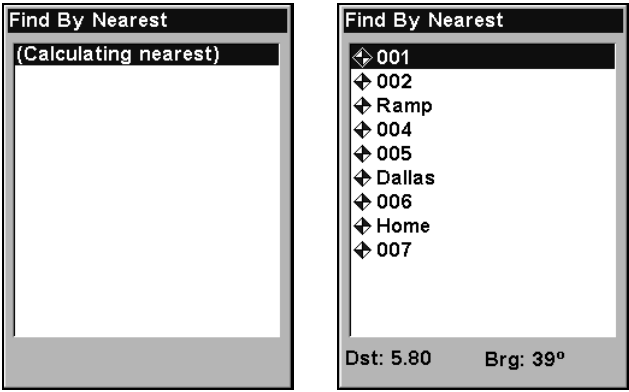 Find By Nearest
(Calculating nearest)
Find By Nearest
001
002
Ramp
004
005
Dallas
006
Home
007
Dst: 5.80 Brg: 39º